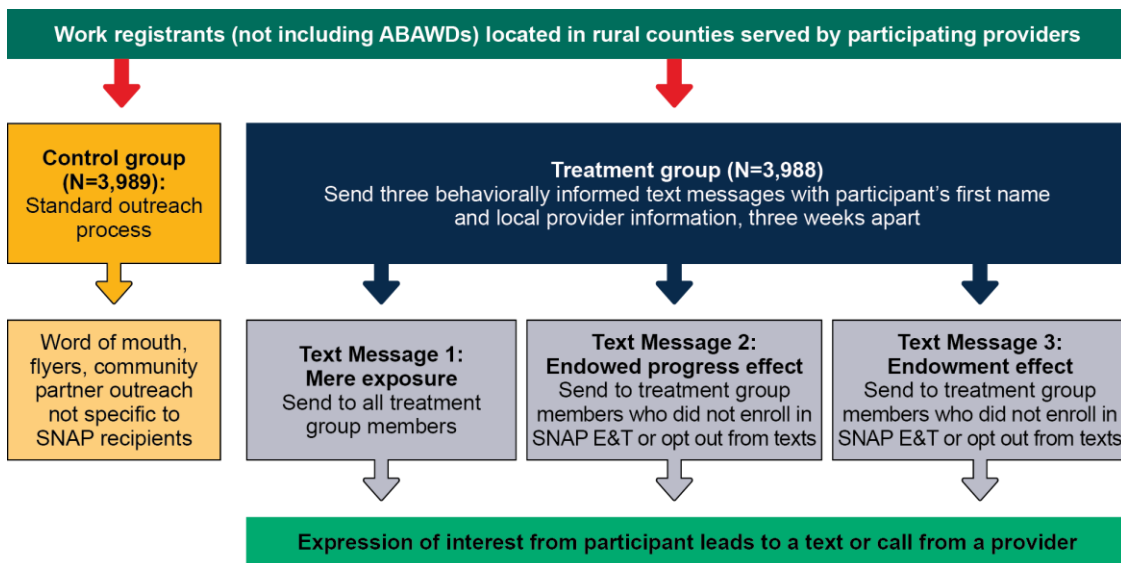 Work registrants (not including ABAWDs) located in rural counties served by participating providers
Control group
(N=3,989):
Standard outreach
process
Treatment group (N=3,988)
Send three behaviorally informed text messages with participant’s first name
and local provider information, three weeks apart
Word of mouth,
flyers, community
partner outreach
not specific to
SNAP recipients
Text Message 1:
Mere exposure
Send to all treatment
group members
Text Message 2:
Endowed progress effect
Send to treatment group
members who did not enroll in
SNAP E&T or opt out from texts
Text Message 3:
Endowment effect
Send to treatment group
members who did not enroll in
SNAP E&T or opt out from texts
Expression of interest from participant leads to a text or call from a provider